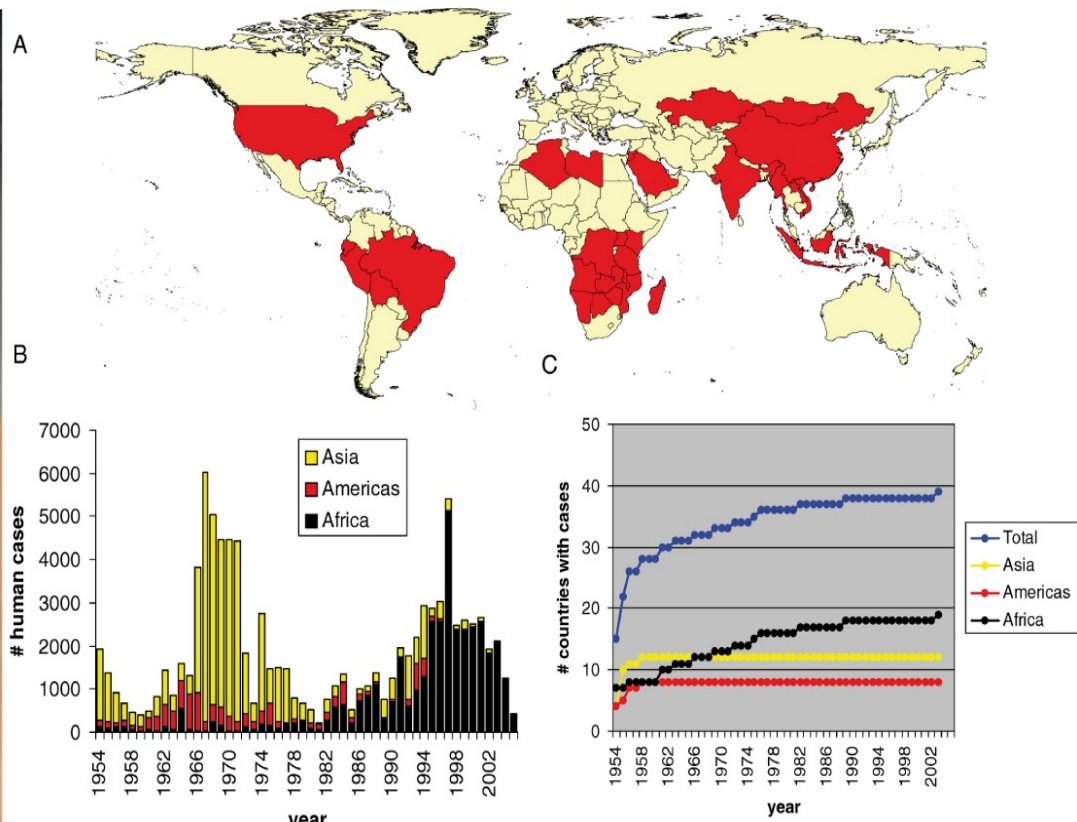 A
B
7000
6000
5000
4000
3000
2000
1000
0
# human cases
Asia
Americas
Africa
1954
1958
1962
1966
1970
1974
1978
1982
1986
1990
1994
1998
2002
year
C
50
40
30
20
10
0
# countries with cases
1954
1958
1962
1966
1970
1974
1978
1982
1986
1990
1994
1998
2002
year
Total
Asia
Americas
Africa